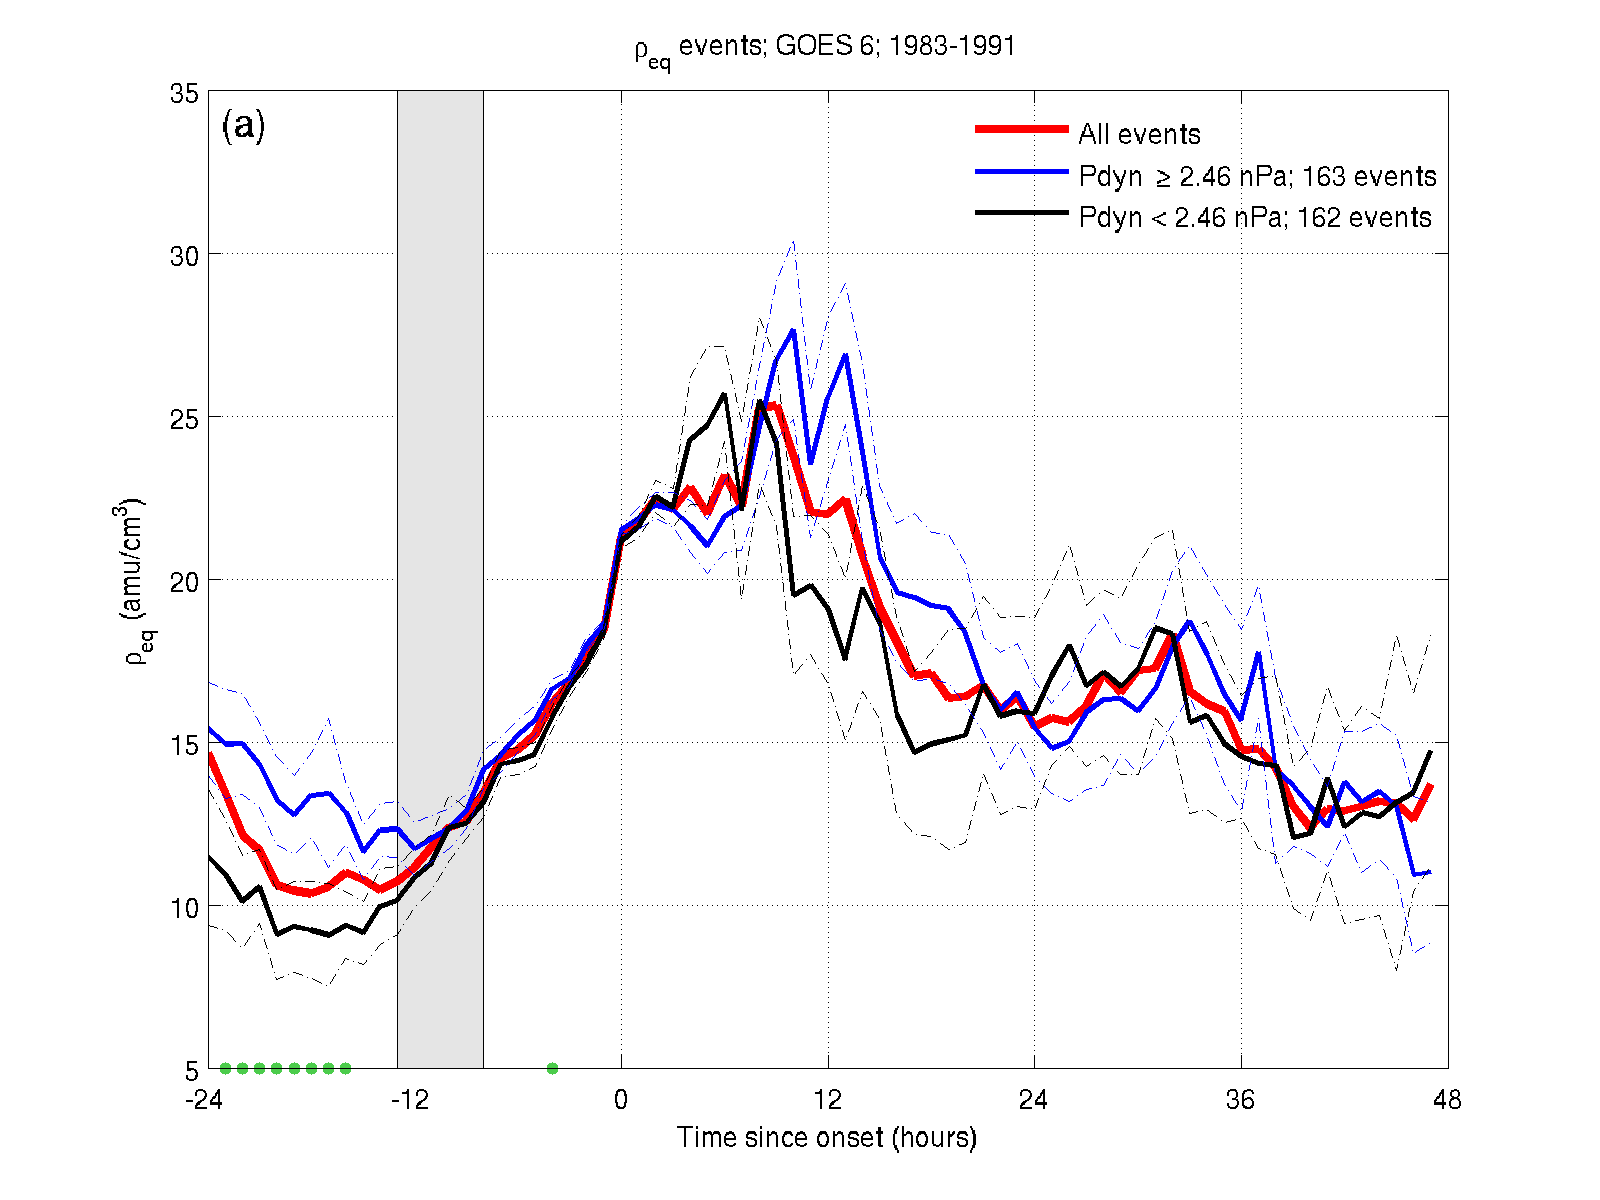 ρeq events; GOES 6; 1983-1991
(a)
All events
Pdyn ≥ 2.46 nPa; 163 events
Pdyn < 2.46 nPa; 162 events
35
30
25
20
15
10
5
ρeq (amu/cm³)
-24 -12 0 12 24 36 48
Time since onset (hours)